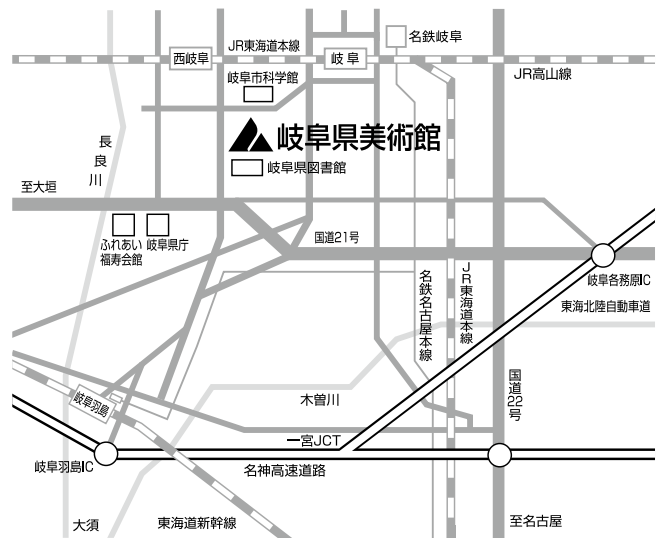 名鉄岐阜
西岐阜
JR東海道本線
岐阜
JR高山線
岐阜市科学館
岐阜県美術館
長良川
岐阜県図書館
至大垣
ふれあい
福寿会館
岐阜県庁
国道21号
岐阜各務原IC
名鉄名古屋本線
JR東海道本線
東海北陸自動車道
国道22号
岐阜羽島
木曽川
一宮JCT
岐阜羽島IC
名神高速道路
大須
東海道新幹線
至名古屋